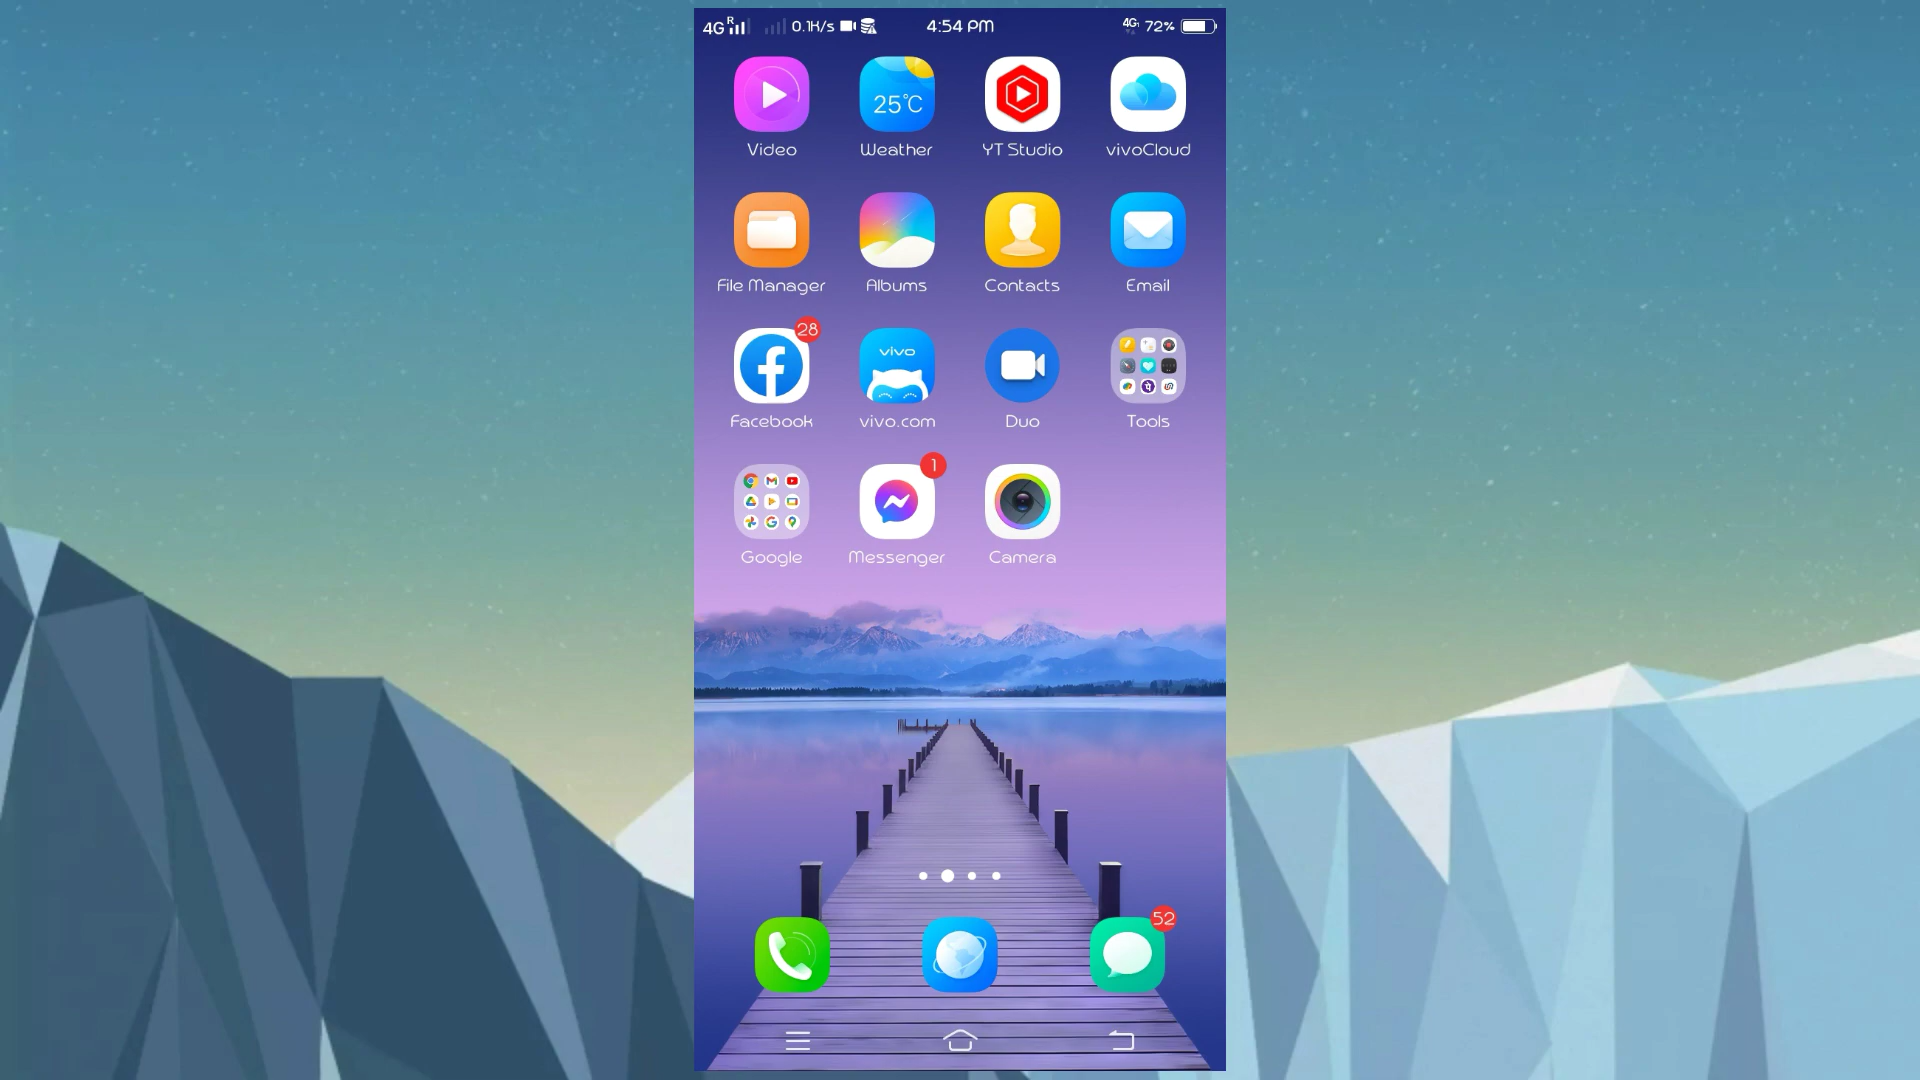 4G R 0.1K/s 4:54 PM 4G 72%
25°C
Video Weather YT Studio vivoCloud
File Manager Albums Contacts Email
28
vivo
Facebook vivo.com Duo Tools
1
Google Messenger Camera
52